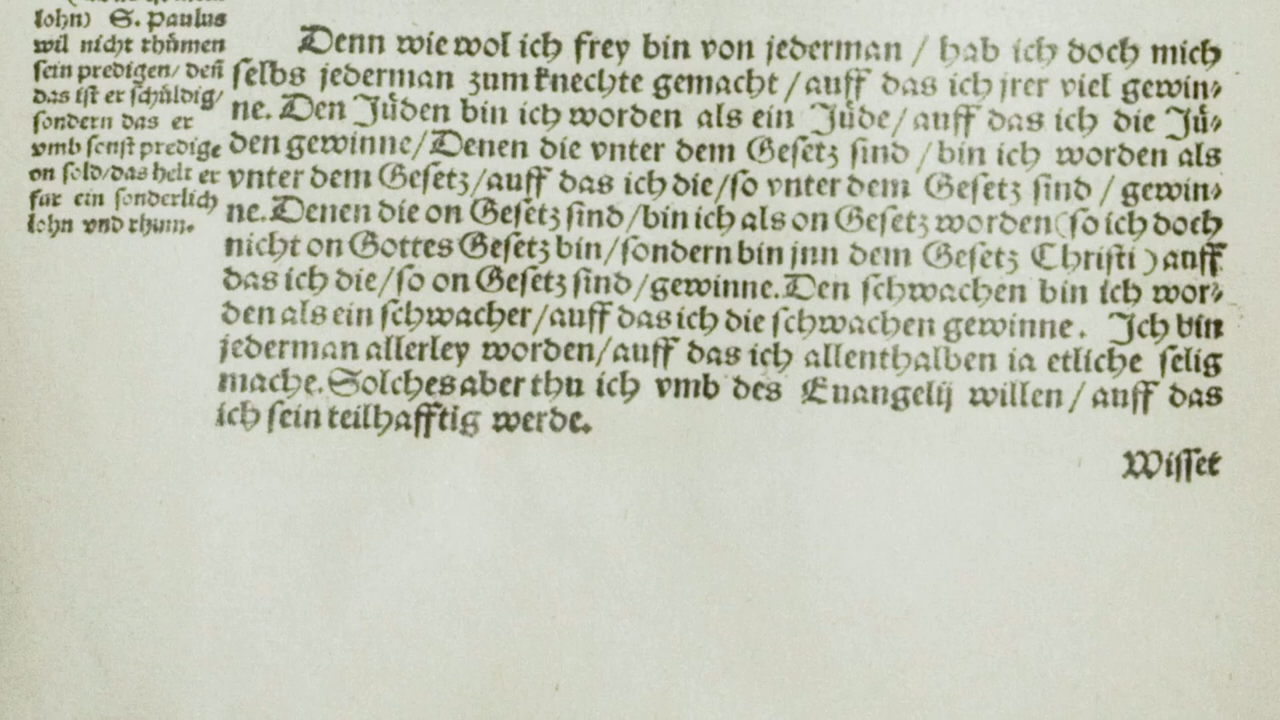 lohn) S. Paulus
wil nicht rhümen
sein predigen/ deñ
das ist er schüldig/
sondern das er
vmb sonst predige
on sold/das helt er
fur ein sonderlich
lohn vnd rhum.
Denn wie wol ich frey bin von jederman / hab ich doch mich
selbs jederman zum knechte gemacht / auff das ich jrer viel gewin⸗
ne. Den Jüden bin ich worden als ein Jüde/ auff das ich die Jü⸗
den gewinne/ Denen die vnter dem Gesetz sind / bin ich worden als
vnter dem Gesetz/ auff das ich die/ so vnter dem Gesetz sind / gewin⸗
ne. Denen die on Gesetz sind/ bin ich als on Gesetz worden (so ich doch
nicht on Gottes Gesetz bin/ sondern bin jnn dem Gesetz Christi ) auff
das ich die/ so on Gesetz sind/ gewinne. Den schwachen bin ich wor⸗
den als ein schwacher/ auff das ich die schwachen gewinne. Ich bin
jederman allerley worden/ auff das ich allenthalben ia etliche selig
mache. Solches aber thu ich vmb des Euangelij willen/ auff das
ich sein teilhafftig werde.
Wisset